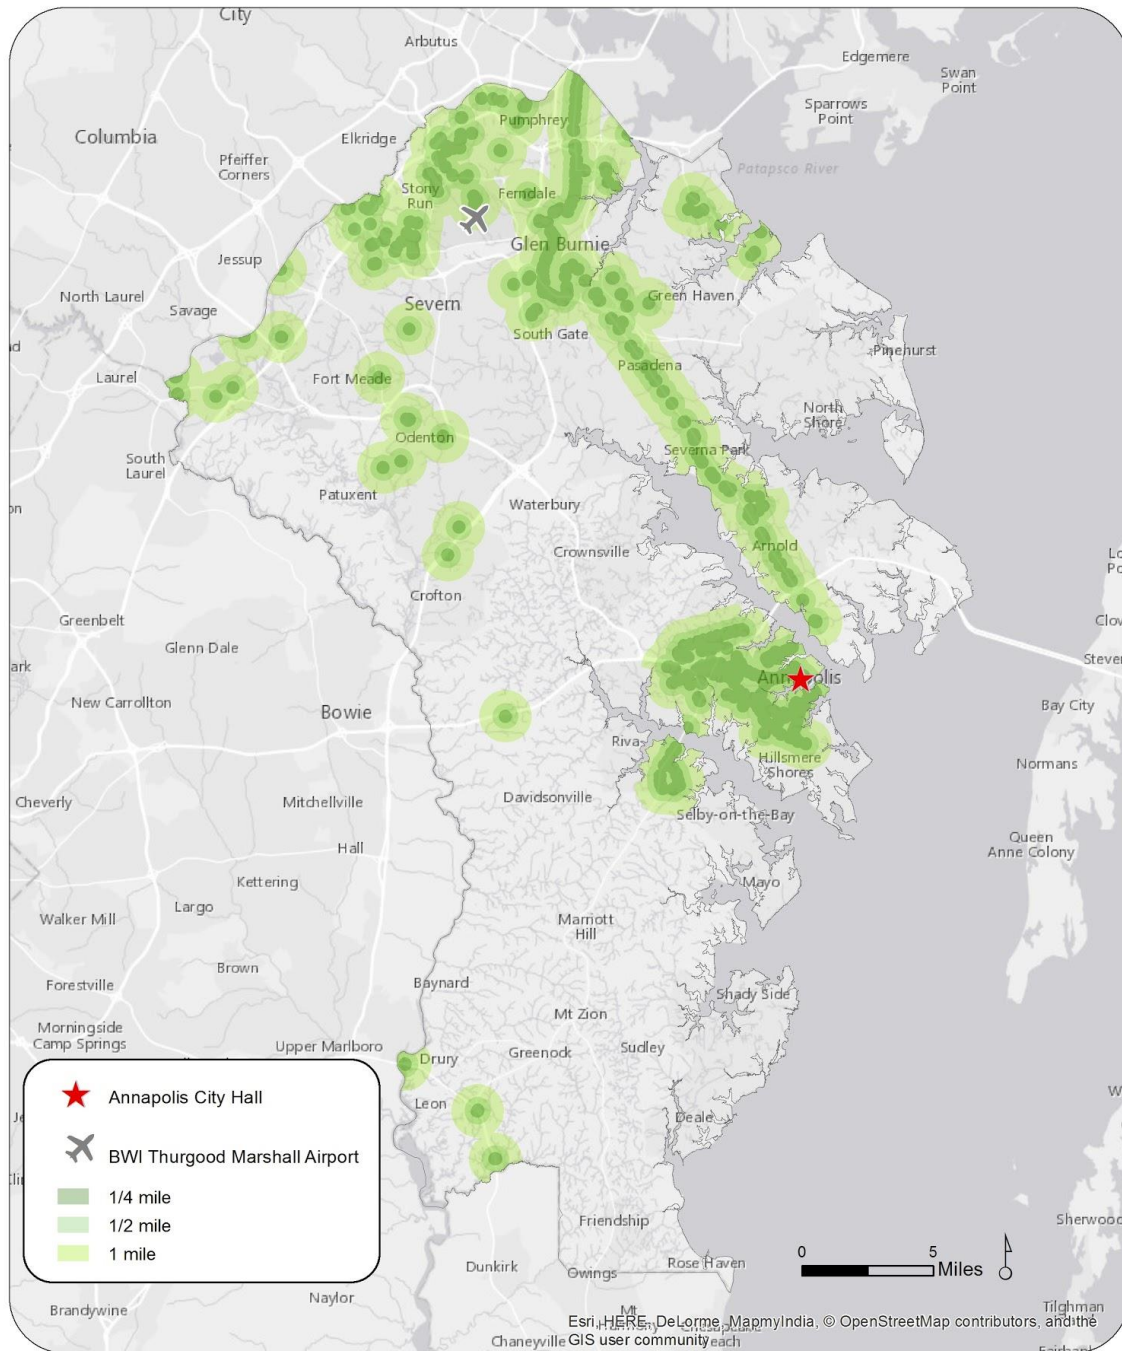 City
Arbutus
Edgemere
Swan
Point
Sparrows
Point
Columbia
Elkridge
Pumphrey
Pfeiffer
Corners
Patapsco River
Stony
Run
Ferndale
Glen Burnie
Jessup
North Laurel
Savage
Severn
Green Haven
South Gate
Pinehurst
Laurel
Fort Meade
Pasadena
North
Shore
Odenton
Severna Park
South
Laurel
Patuxent
Waterbury
Arnold
Crownsville
Crofton
Greenbelt
Glenn Dale
New Carrollton
Bowie
Bay City
Riva
Hillsmere
Shores
Normans
Cheverly
Mitchellville
Davidsonville
Selby-on-the-Bay
Hall
Queen
Anne Colony
Kettering
Mayo
Largo
Walker Mill
Marriott
Hill
Brown
Forestville
Baynard
Shady Side
Mt Zion
Morningside
Camp Springs
Upper Marlboro
Drury
Greenock
Sudley
Leon
Deale
Annapolis City Hall
BWI Thurgood Marshall Airport
1/4 mile
1/2 mile
1 mile
Friendship
0 5
Miles
Dunkirk
Owings
Rose Haven
Naylor
Brandywine
Tilghman
Chaneyville
Esri, HERE, DeLorme, MapmyIndia, © OpenStreetMap contributors, and the
GIS user community